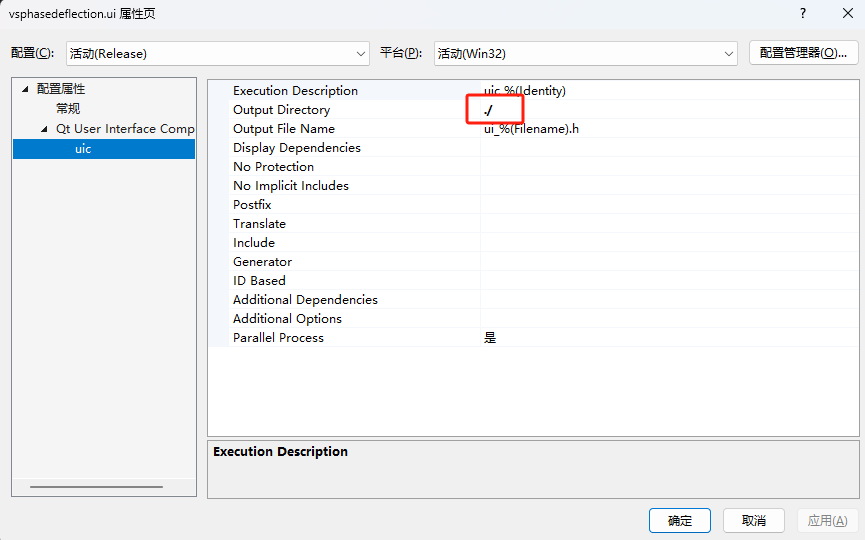 vsphasedeflection.ui 属性页
?
配置(C): 活动(Release) 平台(P): 活动(Win32) 配置管理器(O)...
配置属性
常规
Qt User Interface Comp
uic
Execution Description uic %(Identity)
Output Directory ./
Output File Name ui_%(Filename).h
Display Dependencies
No Protection
No Implicit Includes
Postfix
Translate
Include
Generator
ID Based
Additional Dependencies
Additional Options
Parallel Process 是
Execution Description
确定 取消 应用(A)